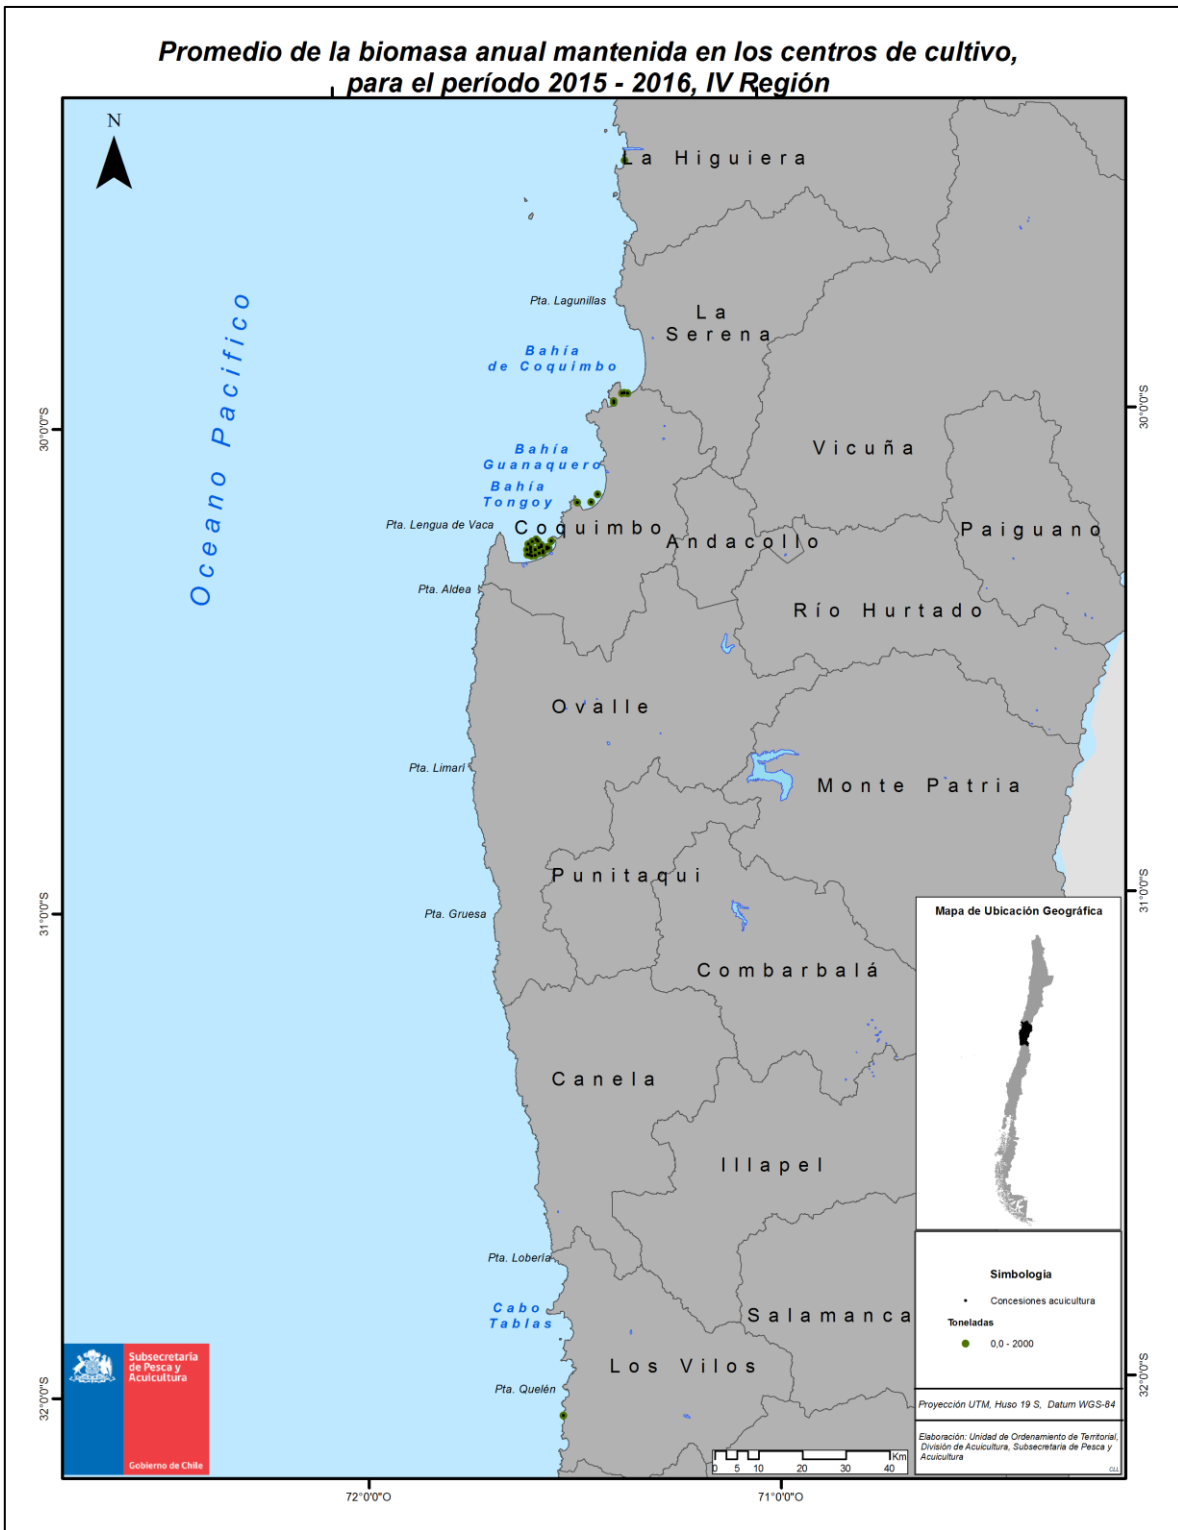 Promedio de la biomasa anual mantenida en los centros de cultivo,
para el período 2015 - 2016, IV Región
N
La Higuiera
Pta. Lagunillas
La
Serena
Bahía
de Coquimbo
Oceano Pacifico
30°0'0"S
30°0'0"S
Vicuña
Bahía
Guanaquero
Bahía
Tongoy
Pta. Lengua de Vaca
Coquimbo
Andacollo
Paiguano
Pta. Aldea
Río Hurtado
Ovalle
Pta. Limarí
Monte Patria
Punitaqui
31°0'0"S
31°0'0"S
Pta. Gruesa
Combarbalá
Canela
Illapel
Pta. Lobería
Cabo
Tablas
Salamanca
Los Vilos
Pta. Quelén
32°0'0"S
32°0'0"S
Mapa de Ubicación Geográfica
Simbologia
Concesiones acuicultura
Toneladas
0,0 - 2000
Proyección UTM, Huso 19 S, Datum WGS-84
Elaboración: Unidad de Ordenamiento de Territorial,
División de Acuicultura, Subsecretaria de Pesca y
Acuicultura
CLL
Subsecretaría
de Pesca y
Acuicultura
Gobierno de Chile
Km
0 5 10 20 30 40
72°0'0"O
71°0'0"O